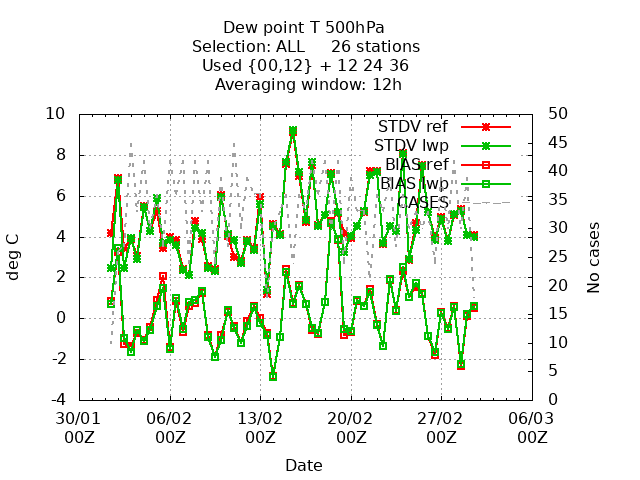 Dew point T 500hPa
Selection: ALL     26 stations
Used {00,12} + 12 24 36
Averaging window: 12h
10 50
45
8 40
35
6 30
4 25
2 20
15
0 10
-2 5
-4 0
STDV ref
STDV lwp
BIAS ref
BIAS lwp
CASES
deg C
No cases
30/01 06/02 13/02 20/02 27/02 06/03
00Z 00Z 00Z 00Z 00Z 00Z
Date